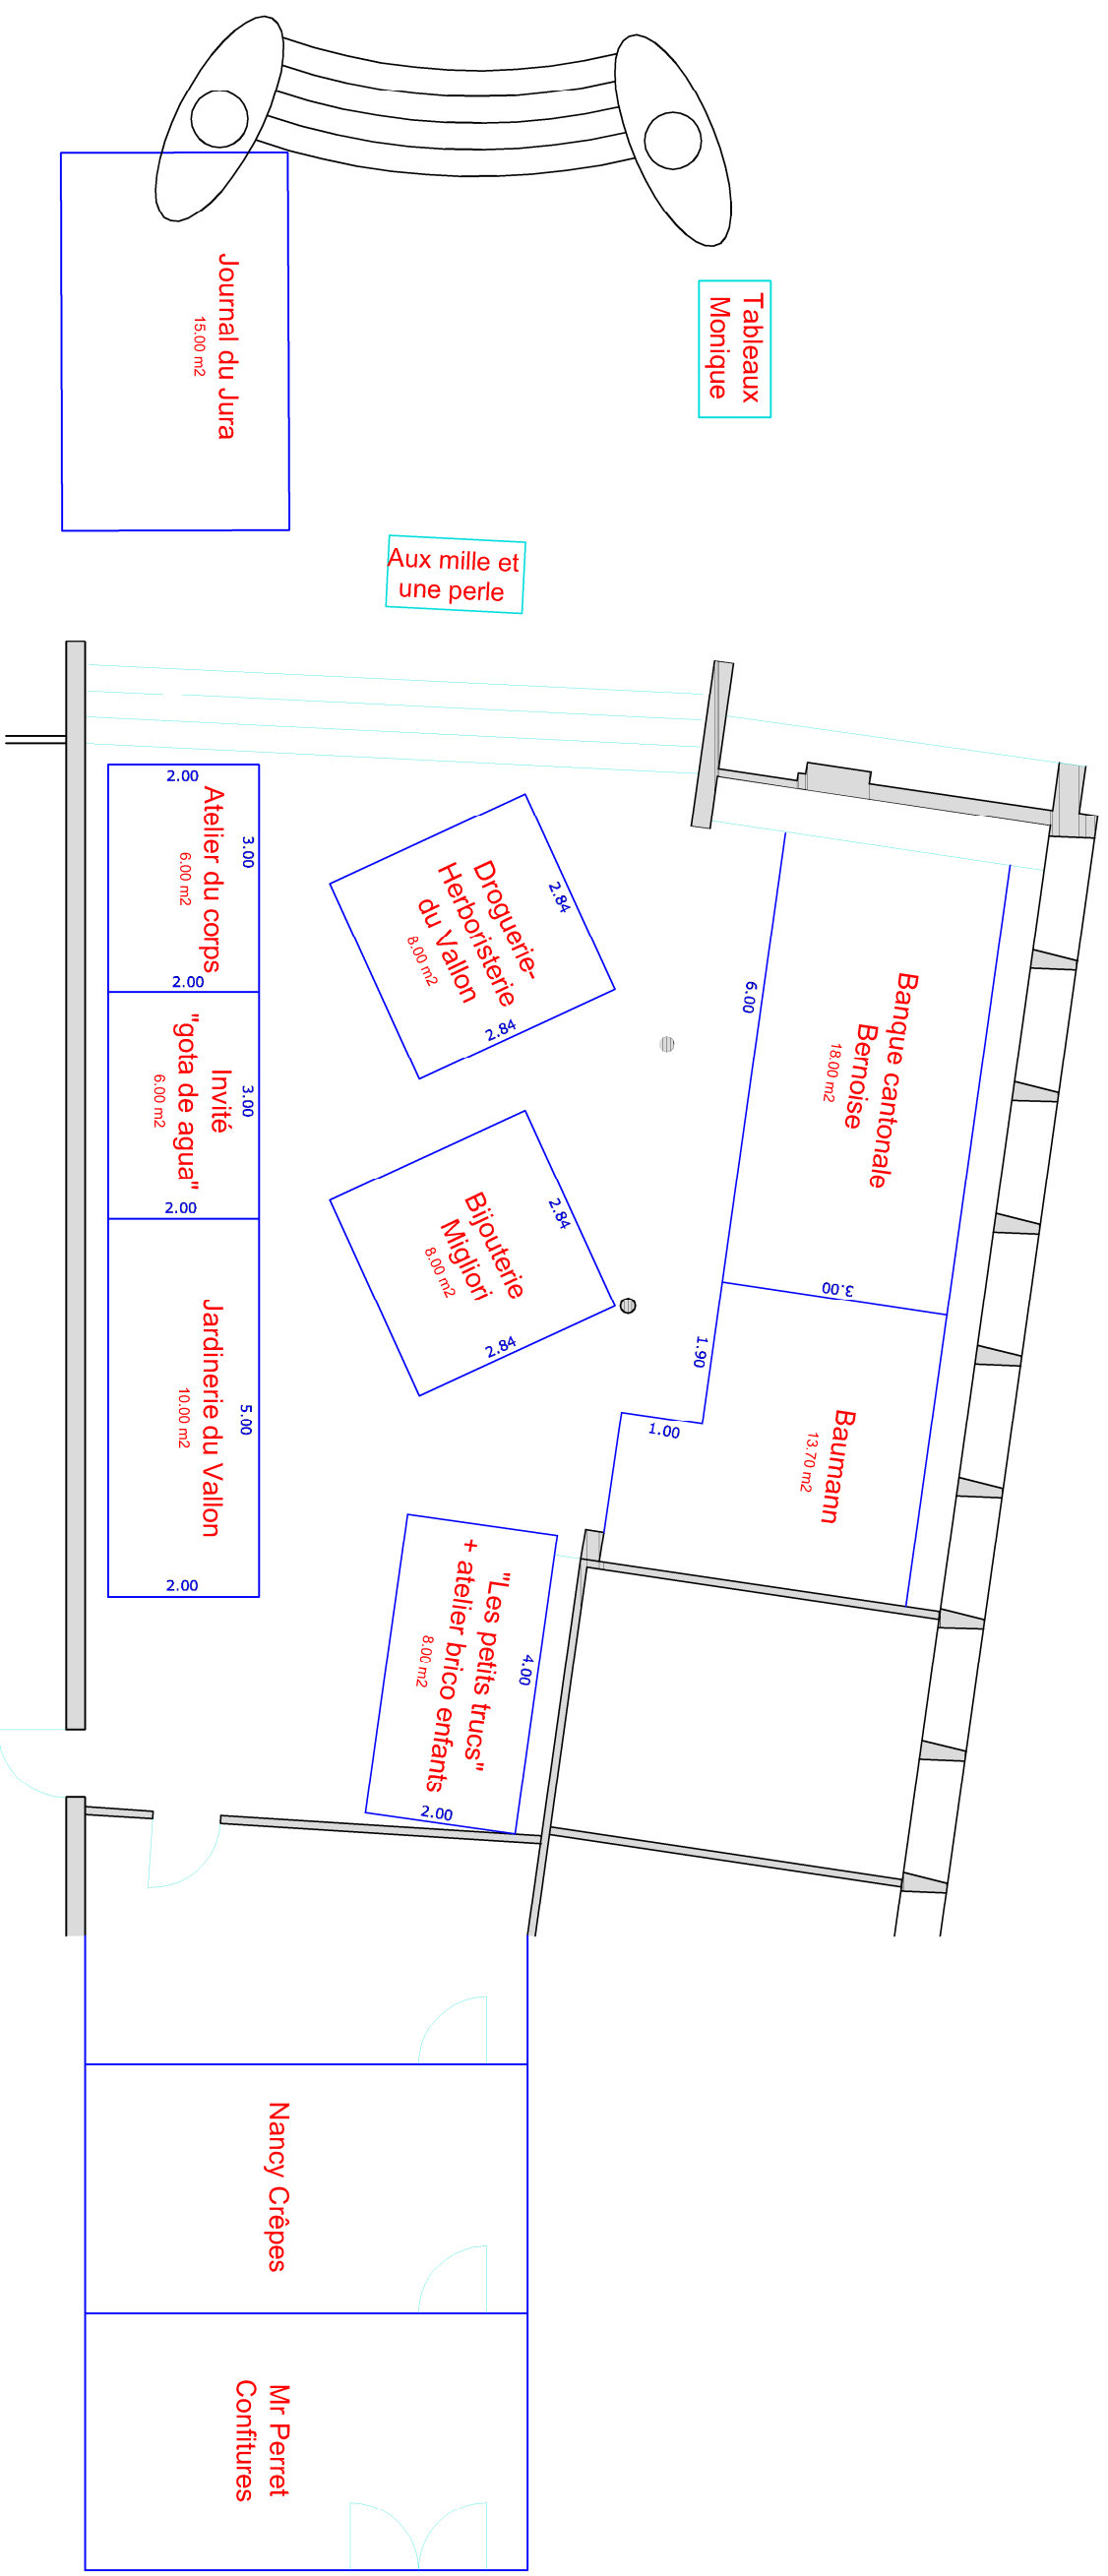 Journal du Jura
15.00 m2
Tableaux
Monique
Aux mille et
une perle
2.00
3.00
Atelier du corps
6.00 m2
2.00
3.00
Invité
"gota de agua"
6.00 m2
2.00
5.00
Jardinerie du Vallon
10.00 m2
2.00
2.84
Droguerie-
Herboristerie
du Vallon
8.00 m2
2.84
2.84
Bijouterie
Migliori
8.00 m2
2.84
6.00
Banque cantonale
Bernoise
18.00 m2
3.00
1.90
1.00
Baumann
13.70 m2
"Les petits trucs"
+ atelier brico enfants
8.00 m2
4.00
2.00
Nancy Crêpes
Mr Perret
Confitures